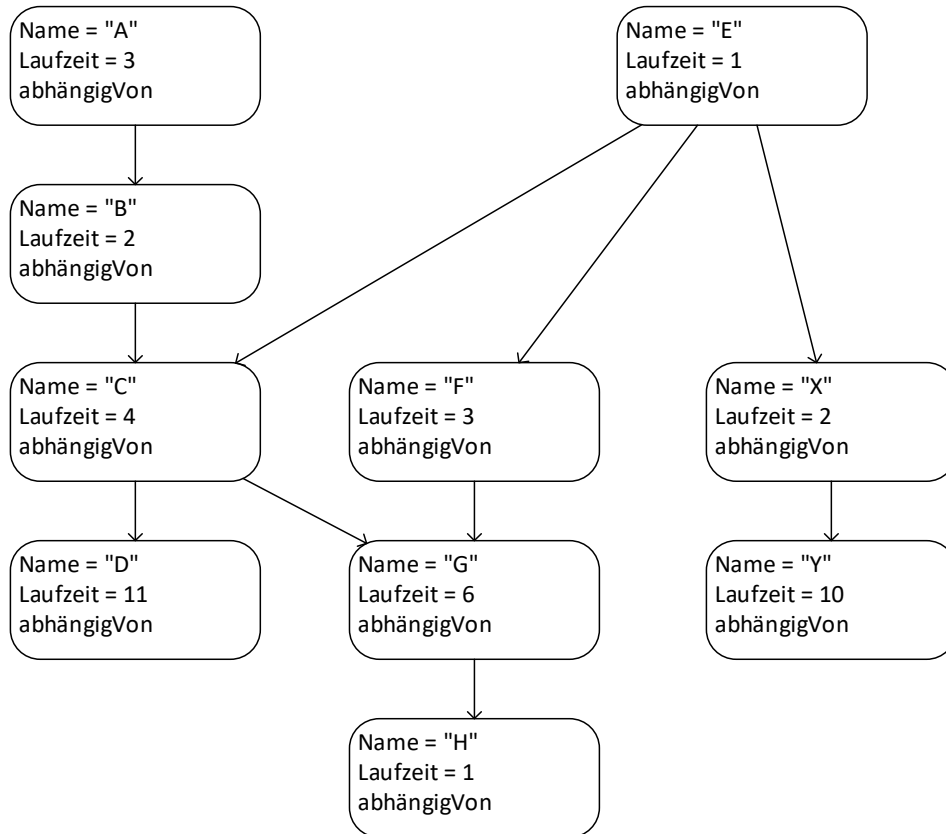 Name = "A"
Laufzeit = 3
abhängigVon
Name = "E"
Laufzeit = 1
abhängigVon
Name = "B"
Laufzeit = 2
abhängigVon
Name = "C"
Laufzeit = 4
abhängigVon
Name = "F"
Laufzeit = 3
abhängigVon
Name = "X"
Laufzeit = 2
abhängigVon
Name = "D"
Laufzeit = 11
abhängigVon
Name = "G"
Laufzeit = 6
abhängigVon
Name = "Y"
Laufzeit = 10
abhängigVon
Name = "H"
Laufzeit = 1
abhängigVon